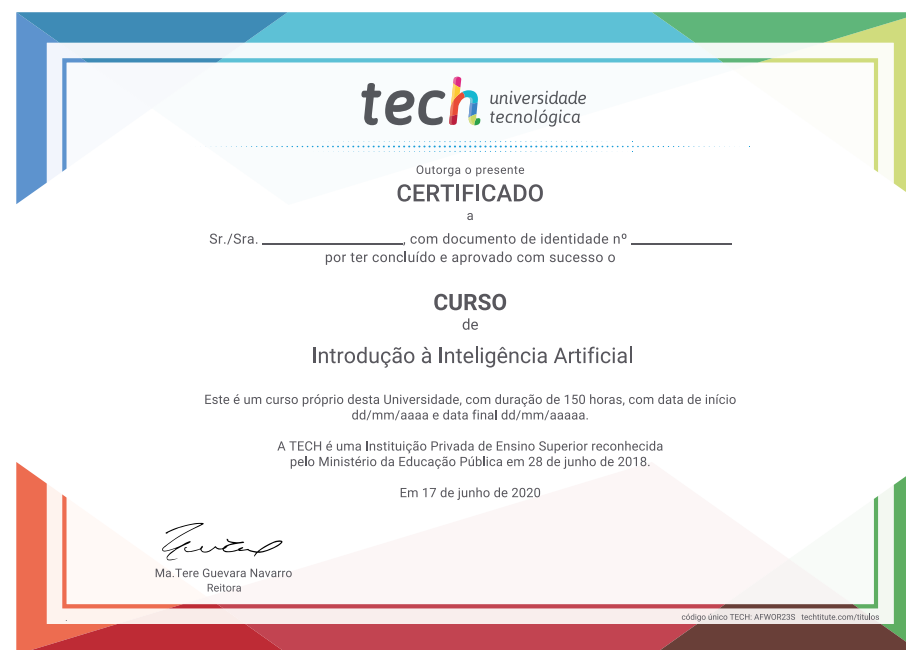 tech universidade
tecnológica
Outorga o presente
CERTIFICADO
a
Sr./Sra. ________________, com documento de identidade nº ____________
por ter concluído e aprovado com sucesso o
CURSO
de
Introdução à Inteligência Artificial
Este é um curso próprio desta Universidade, com duração de 150 horas, com data de início
dd/mm/aaaa e data final dd/mm/aaaaa.
A TECH é uma Instituição Privada de Ensino Superior reconhecida
pelo Ministério da Educação Pública em 28 de junho de 2018.
Em 17 de junho de 2020
Ma.Tere Guevara Navarro
Reitora
código único TECH: AFWOR23S techtitute.com/titulos